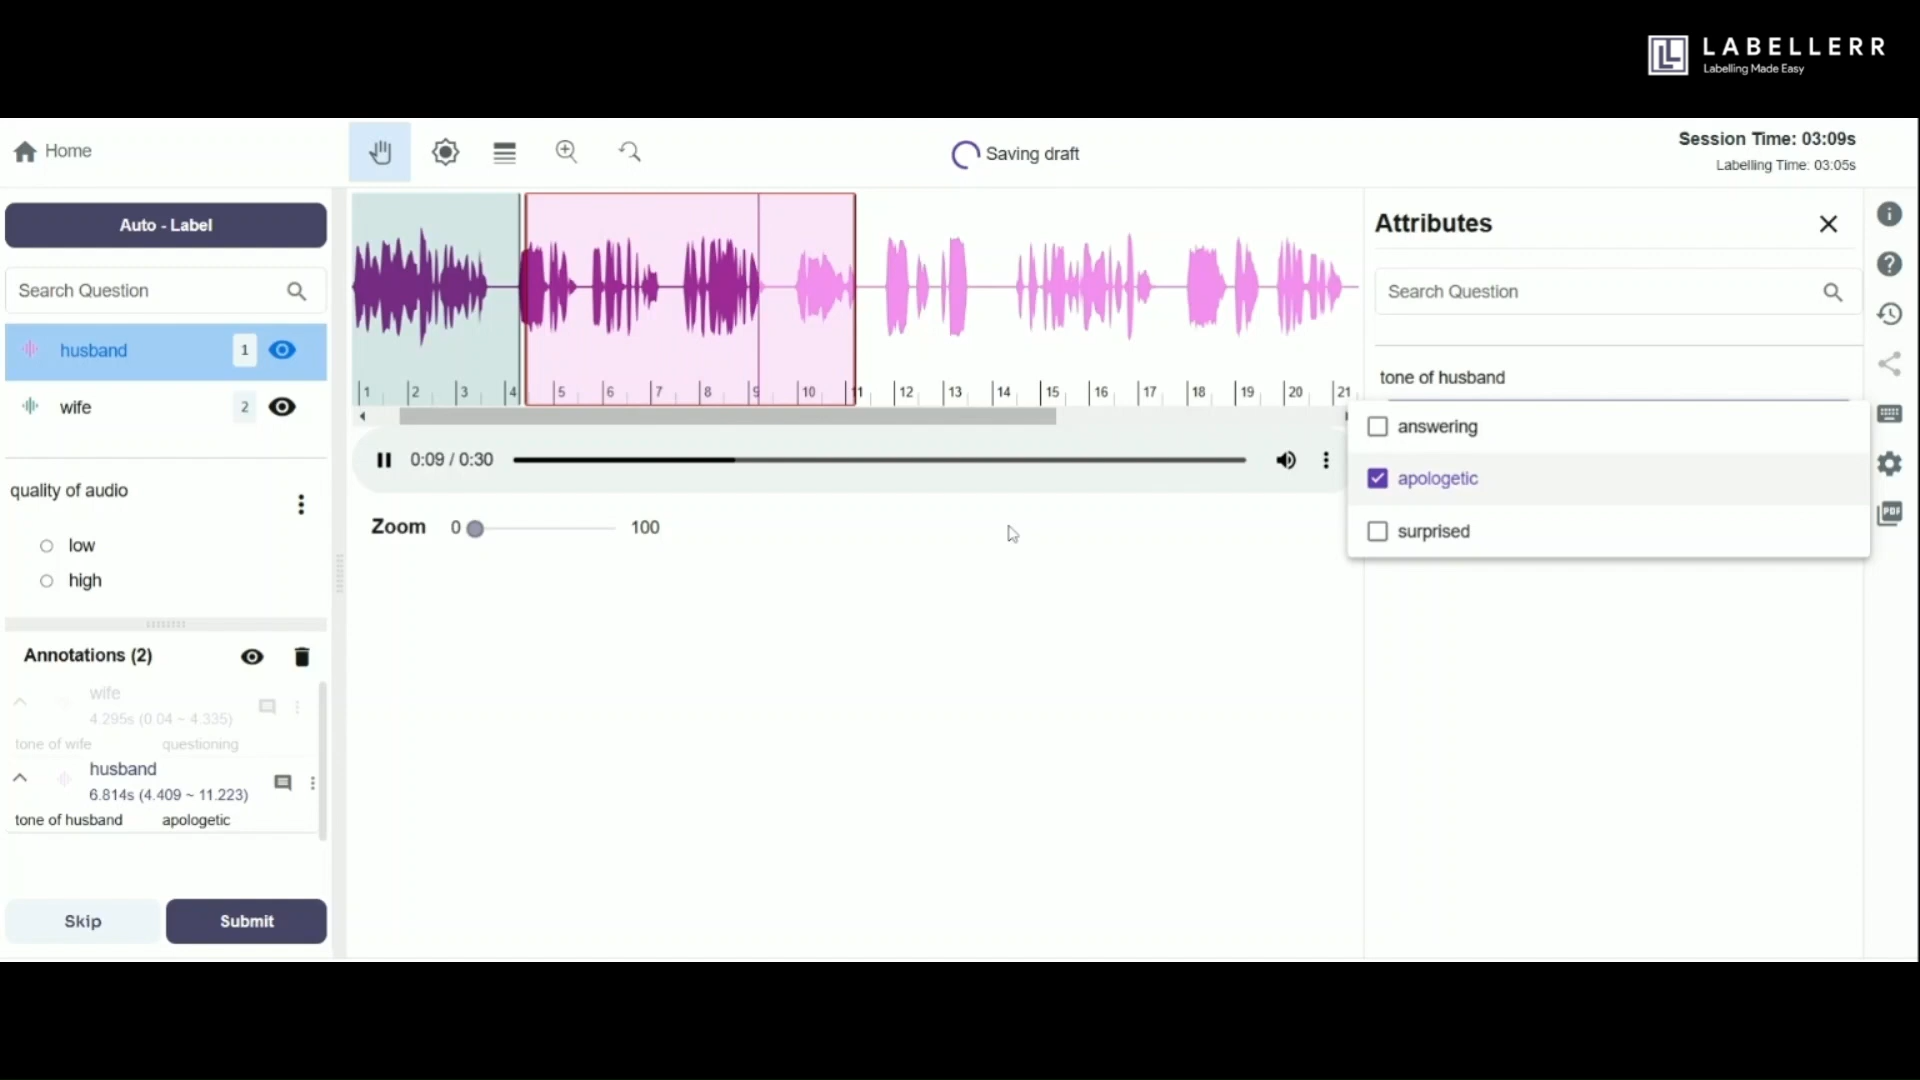 LABELLERR
Labelling Made Easy
Home
Saving draft
Session Time: 03:09s
Labelling Time: 03:05s
Auto - Label
Search Question
husband 1
wife 2
quality of audio
low
high
Annotations (2)
wife
4.295s (0.04 ~ 4.335)
tone of wife questioning
husband
6.814s (4.409 ~ 11.223)
tone of husband apologetic
Skip
Submit
1 2 3 4 5 6 7 8 9 10 11 12 13 14 15 16 17 18 19 20 21
0:09 / 0:30
Zoom 0 100
Attributes
Search Question
tone of husband
answering
apologetic
surprised
PDF